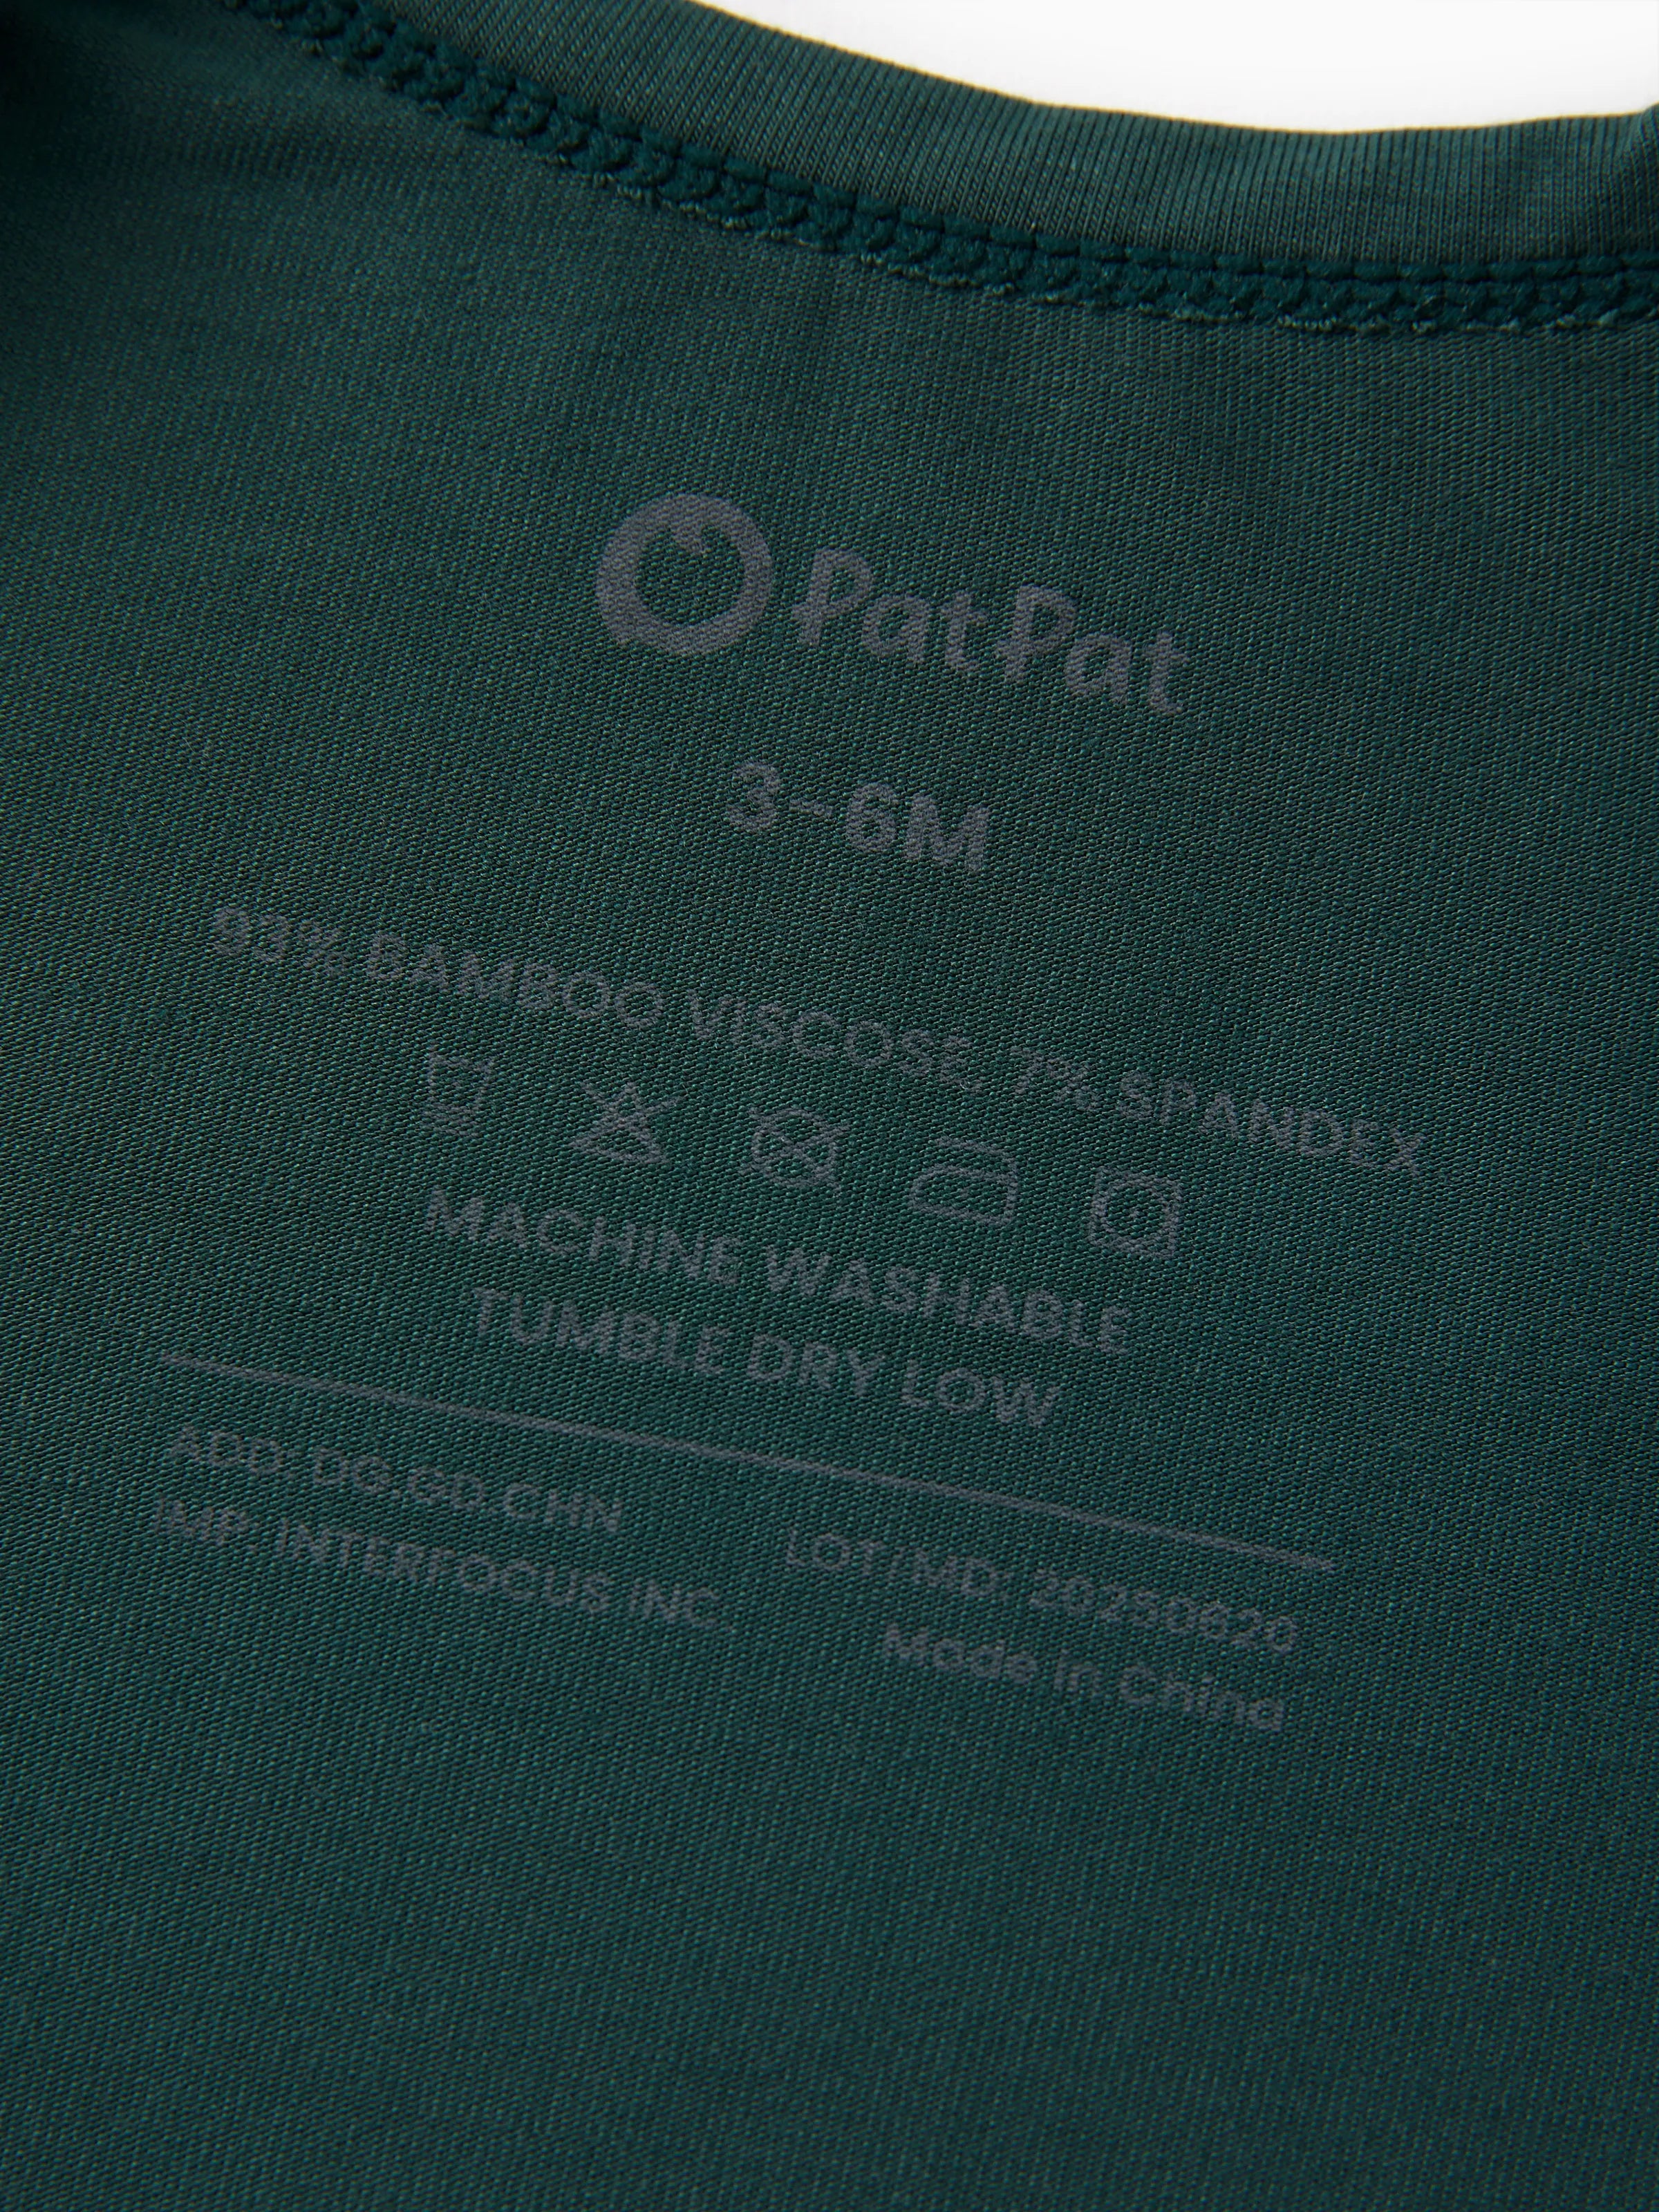 PatPat
3-6M
93% BAMBOO VISCOSE, 7% SPANDEX
MACHINE WASHABLE
TUMBLE DRY LOW
ADD: DG.GD.CHN
LOT/MD: 20250820
IMP: INTERFOCUS INC.
Made in China